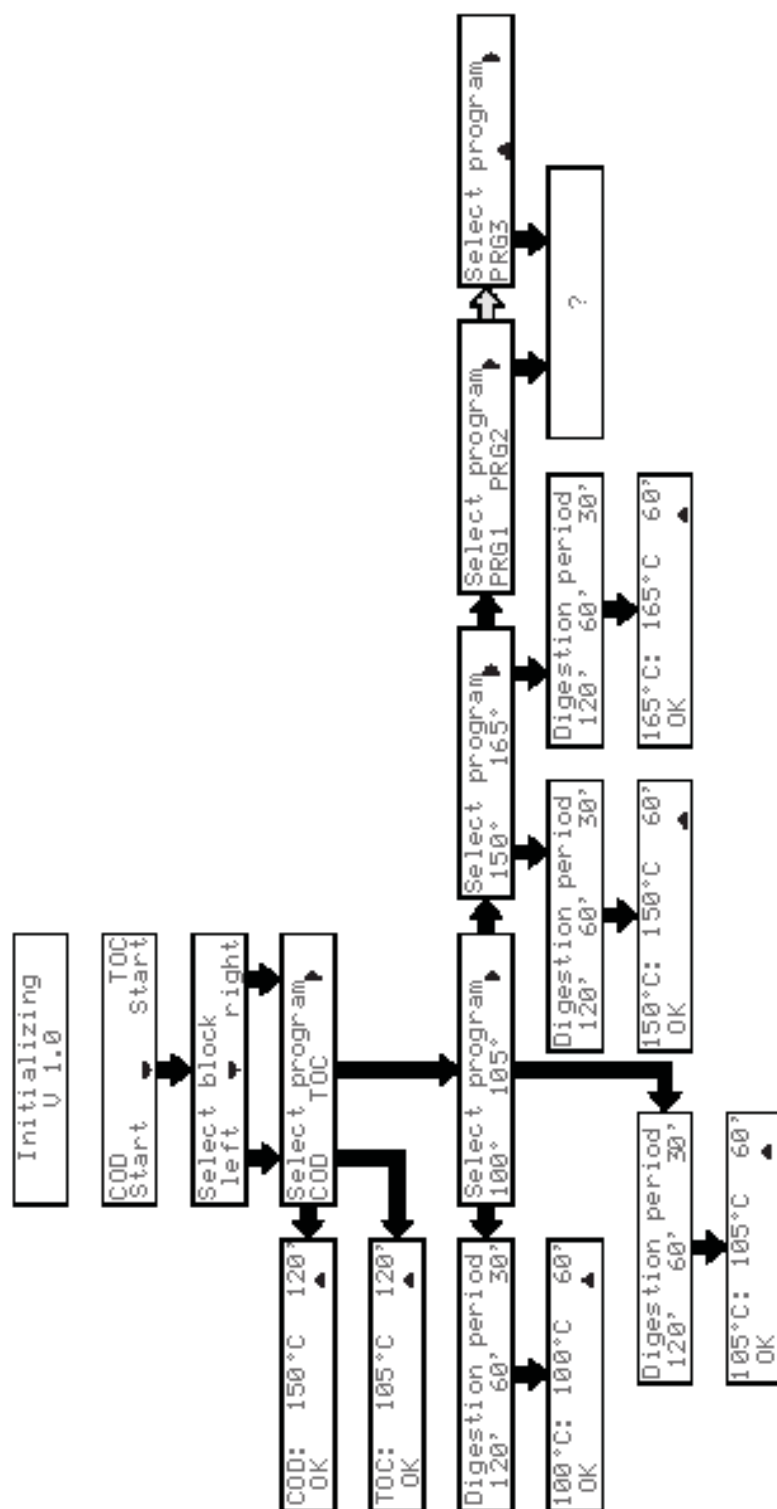 Initializing
V 1.0
COD TOC
Start Start
Select block
left right
Select program
COD TOC
COD: 150°C 120'
OK
TOC: 105°C 120'
OK
Select program
100° 105°
Select program
150° 165°
Select program
PRG1 PRG2
Select program
PRG3
Digestion period
120' 60' 30'
100°C: 100°C 60'
OK
Digestion period
120' 60' 30'
105°C: 105°C 60'
OK
Digestion period
120' 60' 30'
150°C: 150°C 60'
OK
Digestion period
120' 60' 30'
165°C: 165°C 60'
OK
?